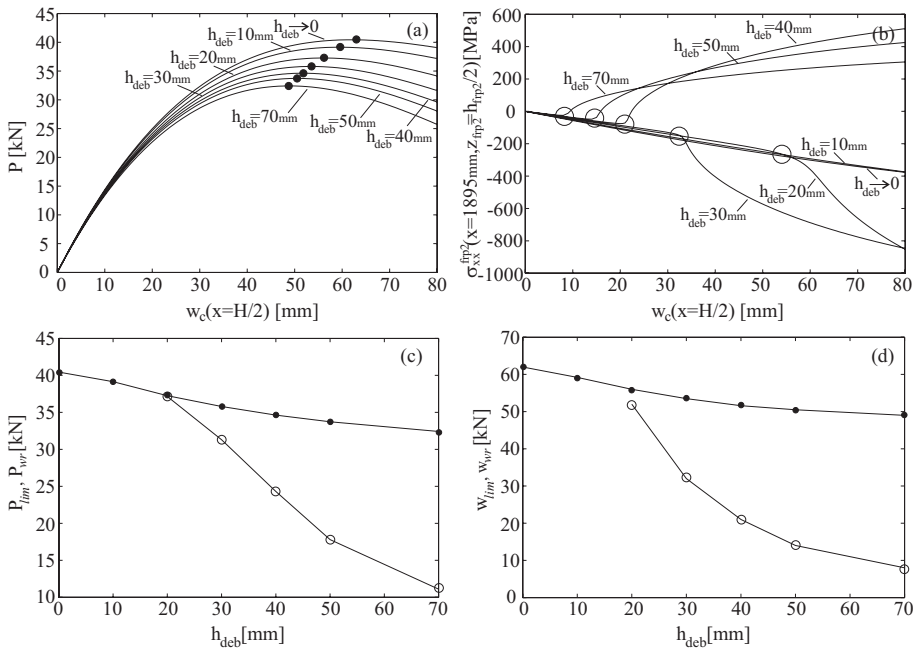 (a)
45
40
35
30
25
20
15
10
5
0
P [kN]
h_deb→0
h_deb=10mm
h_deb=20mm
h_deb=30mm
h_deb=70mm
h_deb=50mm
h_deb=40mm
0 10 20 30 40 50 60 70 80
w_c(x=H/2) [mm]
(b)
600
400
200
0
-200
-400
-600
-800
-1000
σ_xx^frp2(x=1895mm,z_frp2=h_frp2/2)[MPa]
h_deb=40mm
h_deb=50mm
h_deb=70mm
h_deb=10mm
h_deb→0
h_deb=20mm
h_deb=30mm
0 10 20 30 40 50 60 70 80
w_c(x=H/2) [mm]
(c)
45
40
35
30
25
20
15
10
P_lim, P_wr [kN]
0 10 20 30 40 50 60 70
h_deb[mm]
(d)
70
60
50
40
30
20
10
0
w_lim, w_wr [kN]
0 10 20 30 40 50 60 70
h_deb[mm]